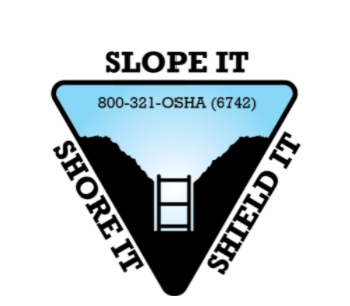 SLOPE IT
800-321-OSHA (6742)
SHORE IT
SHIELD IT